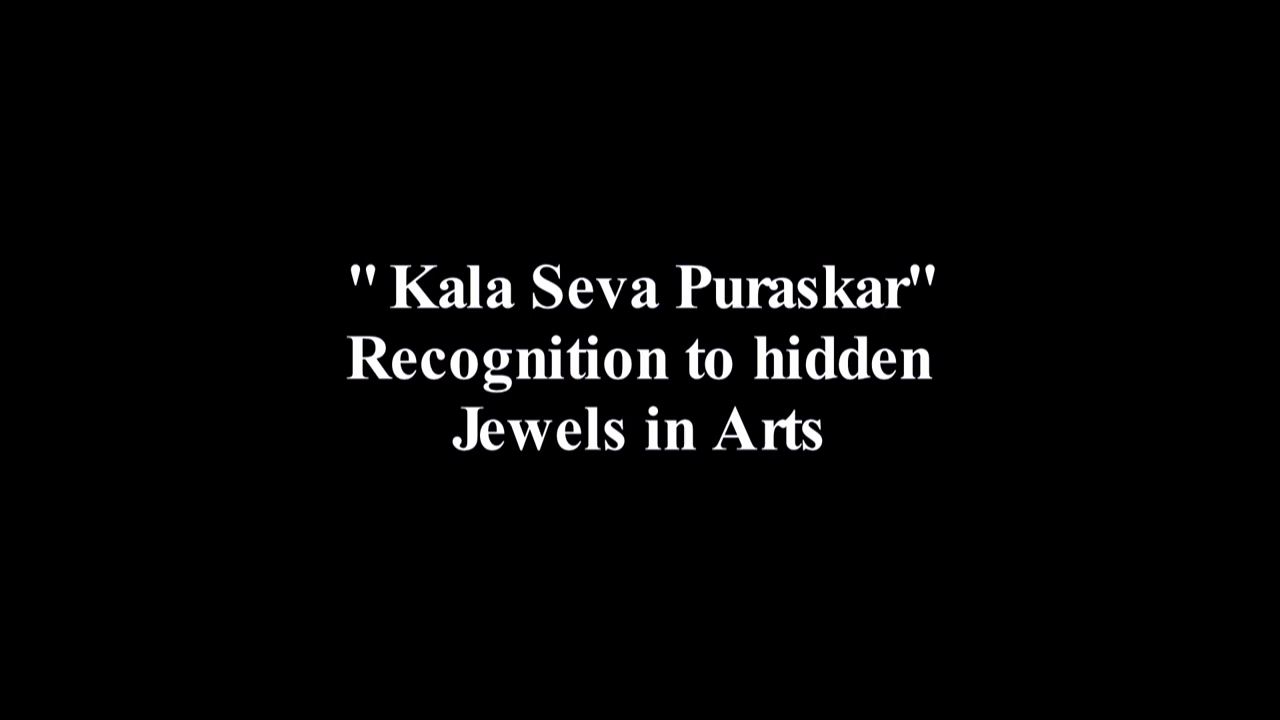 " Kala Seva Puraskar"
Recognition to hidden
Jewels in Arts